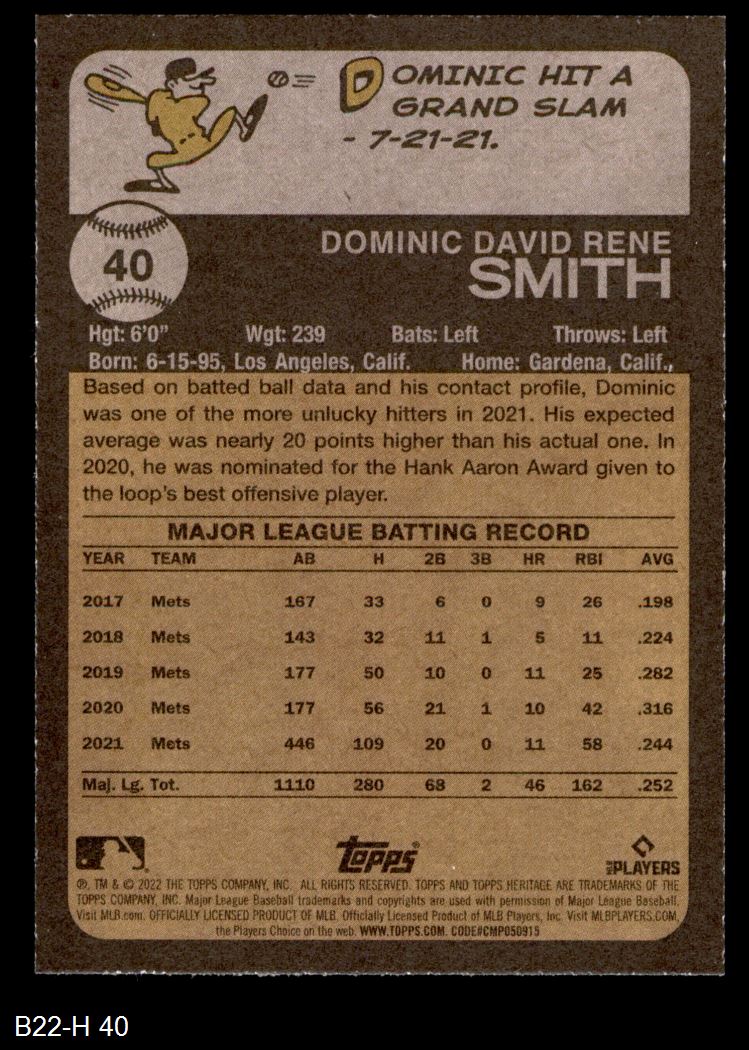 DOMINIC HIT A
GRAND SLAM
- 7-21-21.
40
DOMINIC DAVID RENE
SMITH
Hgt: 6'0" Wgt: 239 Bats: Left Throws: Left
Born: 6-15-95, Los Angeles, Calif. Home: Gardena, Calif.,
Based on batted ball data and his contact profile, Dominic
was one of the more unlucky hitters in 2021. His expected
average was nearly 20 points higher than his actual one. In
2020, he was nominated for the Hank Aaron Award given to
the loop's best offensive player.
MAJOR LEAGUE BATTING RECORD
YEAR TEAM AB H 2B 3B HR RBI AVG
2017 Mets 167 33 6 0 9 26 .198
2018 Mets 143 32 11 1 5 11 .224
2019 Mets 177 50 10 0 11 25 .282
2020 Mets 177 56 21 1 10 42 .316
2021 Mets 446 109 20 0 11 58 .244
Maj. Lg. Tot. 1110 280 68 2 46 162 .252
Topps® PLAYERS
®, TM & © 2022 THE TOPPS COMPANY, INC. ALL RIGHTS RESERVED. TOPPS AND TOPPS HERITAGE ARE TRADEMARKS OF THE
TOPPS COMPANY, INC. Major League Baseball trademarks and copyrights are used with permission of Major League Baseball.
Visit MLB.com. OFFICIALLY LICENSED PRODUCT OF MLB. Officially Licensed Product of MLB Players, Inc. Visit MLBPLAYERS.COM,
the Players Choice on the web. WWW.TOPPS.COM. CODE#CMP050915
B22-H 40